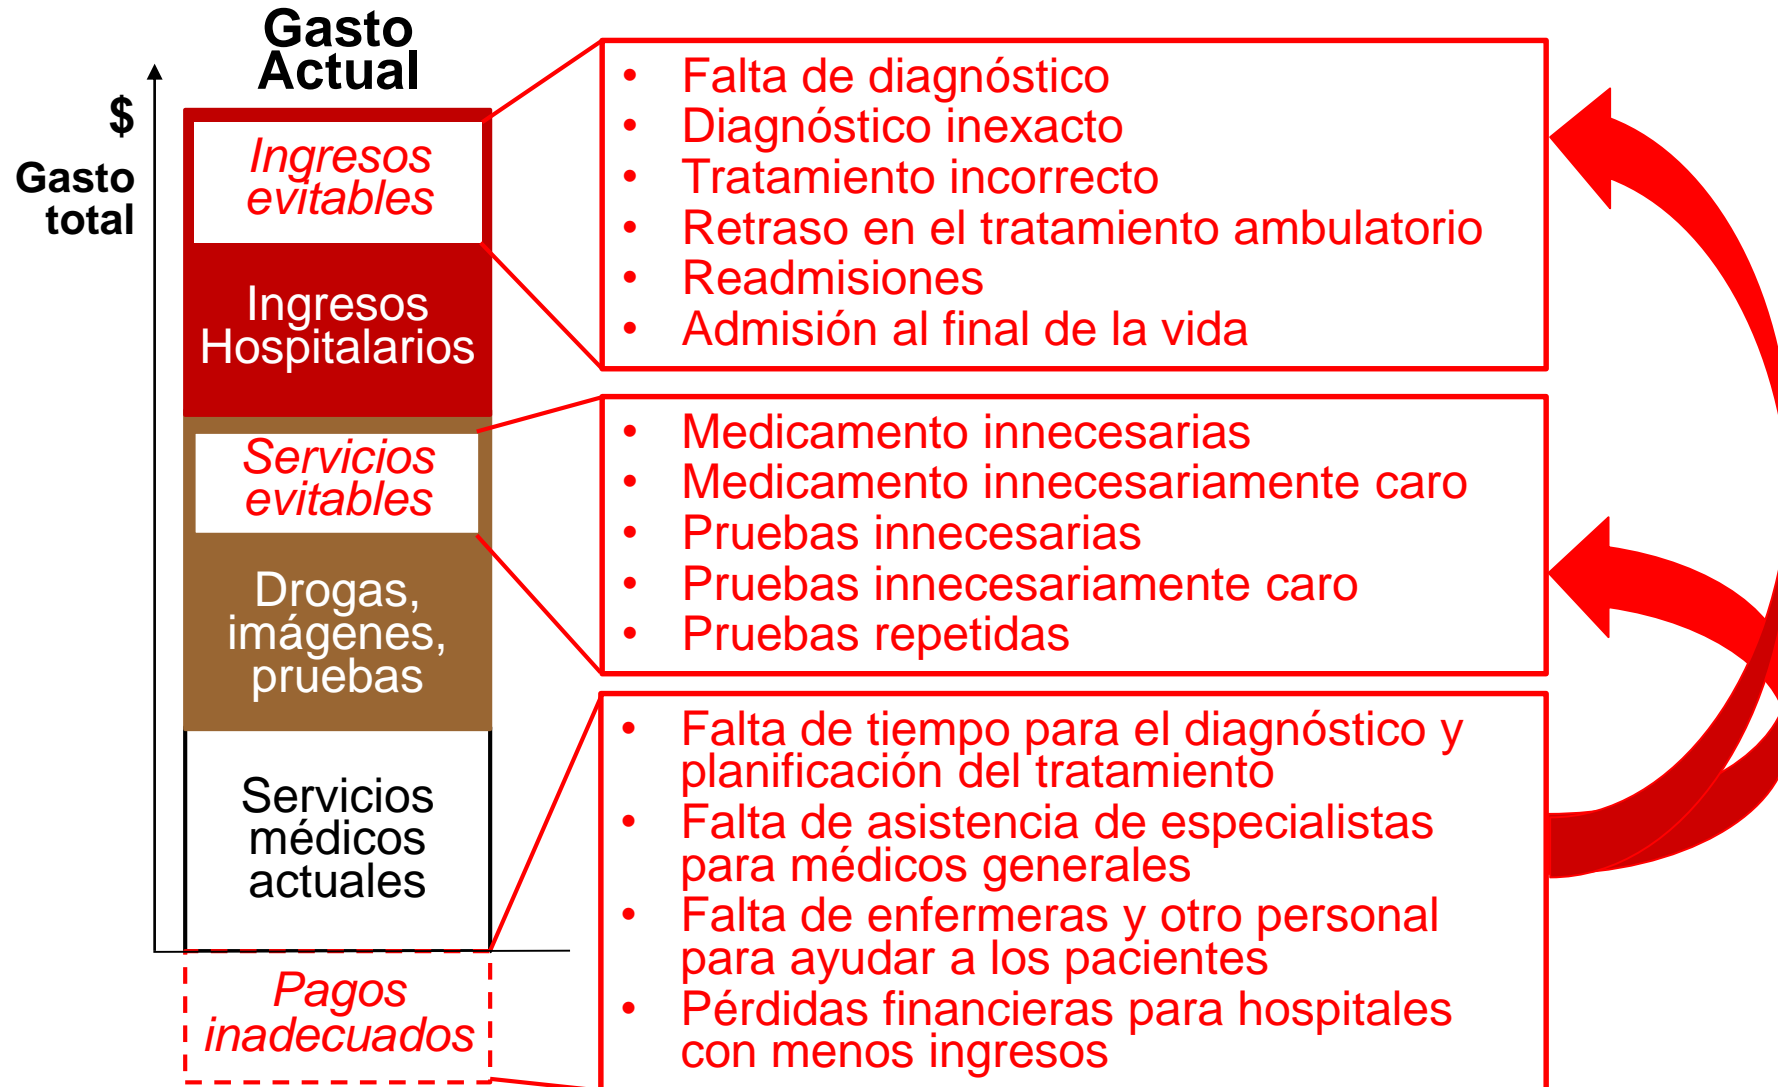 Gasto
Actual
$
Gasto
total
Ingresos
evitables
Ingresos
Hospitalarios
Servicios
evitables
Drogas,
imágenes,
pruebas
Servicios
médicos
actuales
Pagos
inadecuados
• Falta de diagnóstico
• Diagnóstico inexacto
• Tratamiento incorrecto
• Retraso en el tratamiento ambulatorio
• Readmisiones
• Admisión al final de la vida
• Medicamento innecesarias
• Medicamento innecesariamente caro
• Pruebas innecesarias
• Pruebas innecesariamente caro
• Pruebas repetidas
• Falta de tiempo para el diagnóstico y
planificación del tratamiento
• Falta de asistencia de especialistas
para médicos generales
• Falta de enfermeras y otro personal
para ayudar a los pacientes
• Pérdidas financieras para hospitales
con menos ingresos